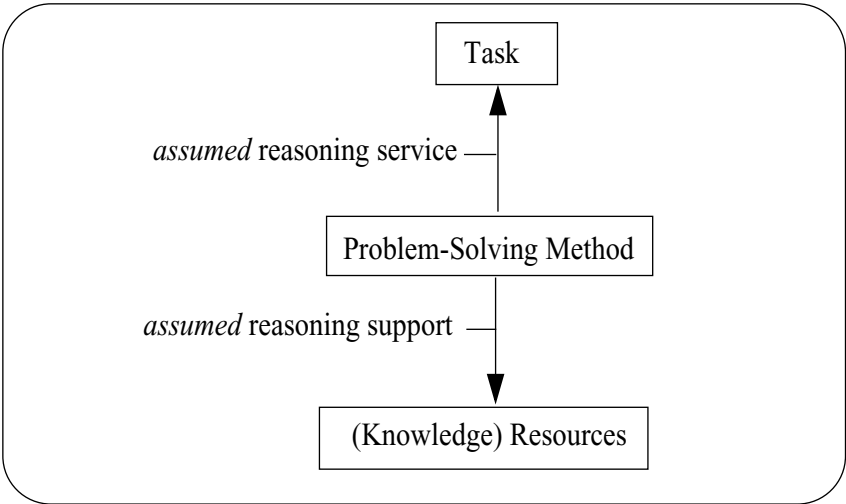 Task
assumed reasoning service
Problem-Solving Method
assumed reasoning support
(Knowledge) Resources